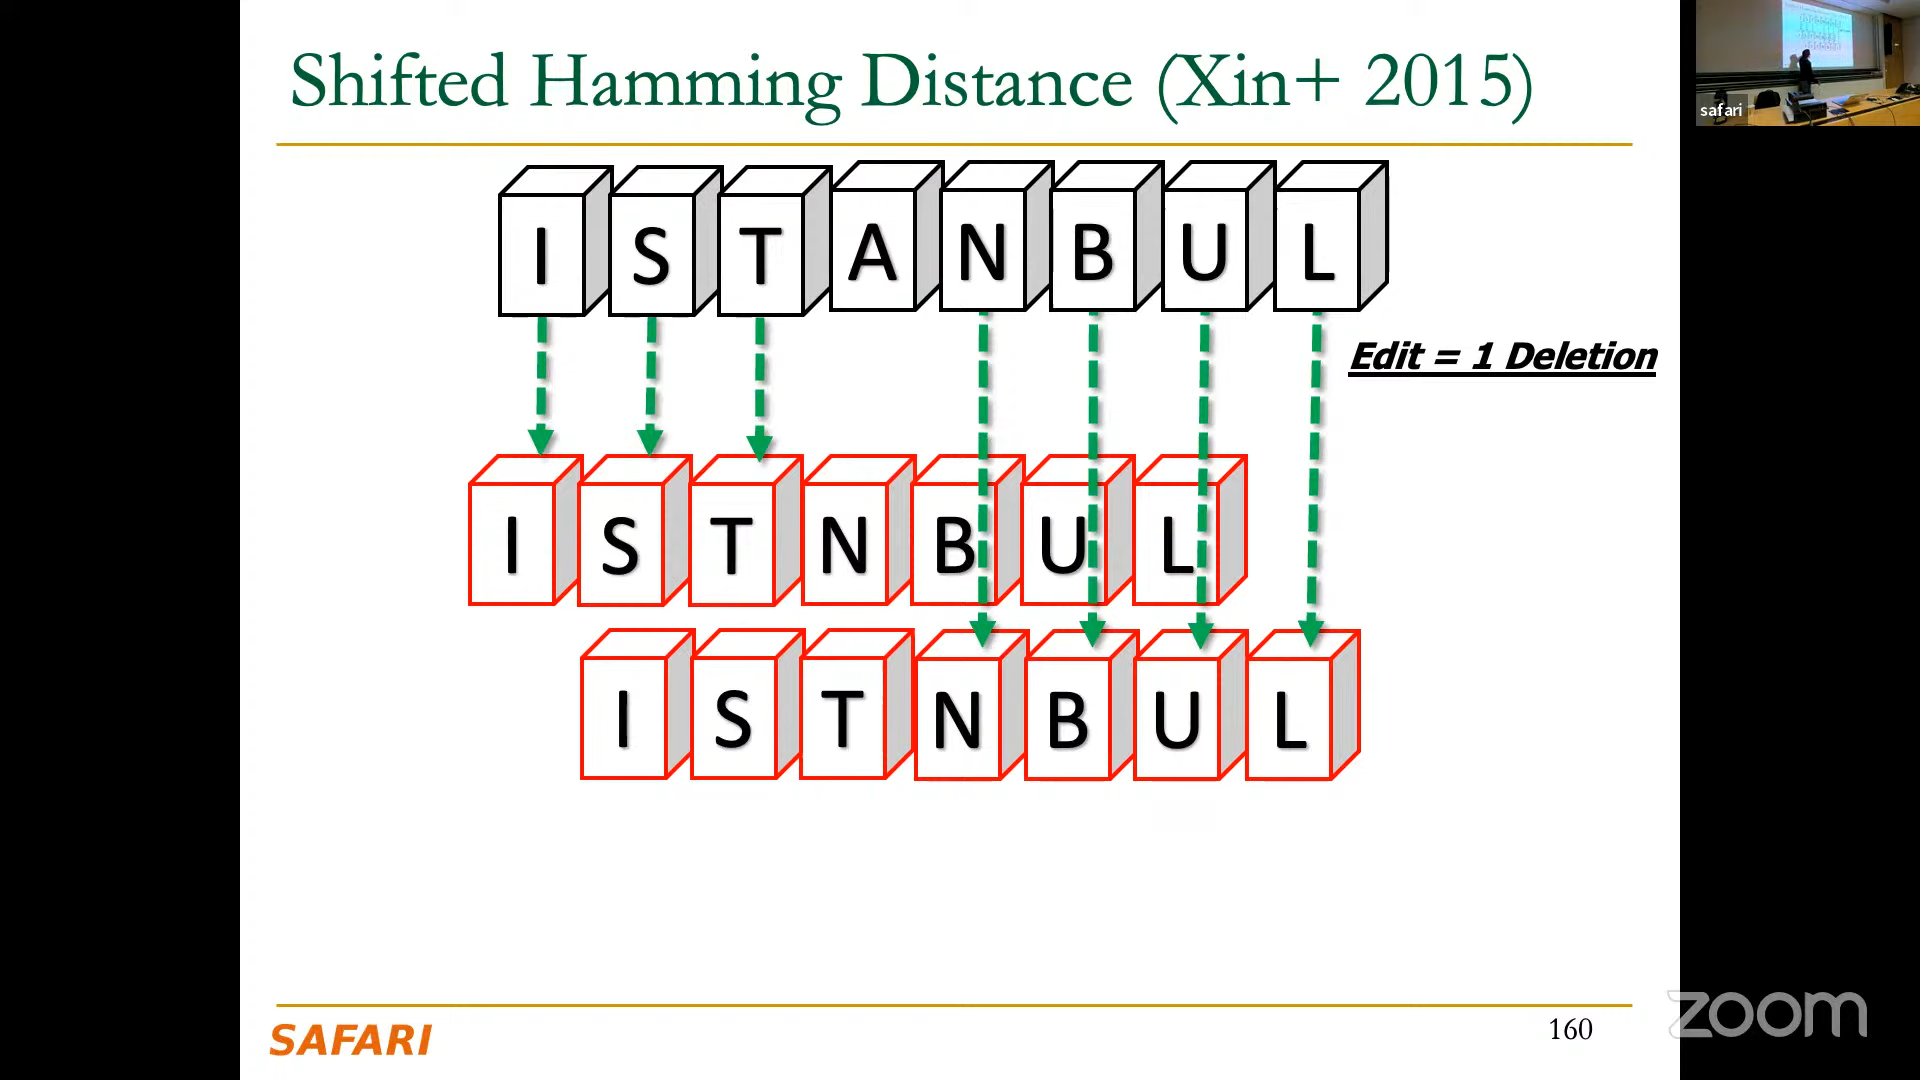 Shifted Hamming Distance (Xin+ 2015)
safari
I S T A N B U L
Edit = 1 Deletion
I S T N B U L
I S T N B U L
SAFARI
160
zoom